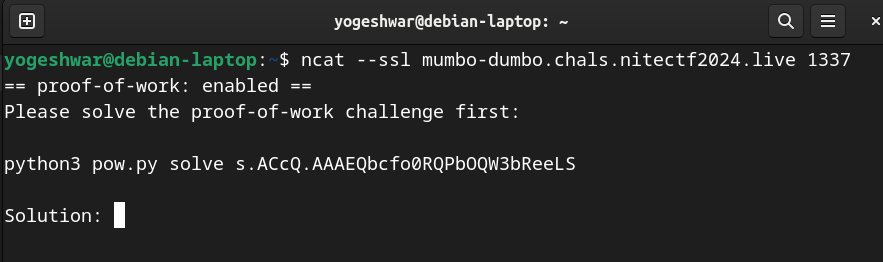 yogeshwar@debian-laptop: ~
yogeshwar@debian-laptop:~$ ncat --ssl mumbo-dumbo.chals.nitectf2024.live 1337
== proof-of-work: enabled ==
Please solve the proof-of-work challenge first:
python3 pow.py solve s.ACcQ.AAAEQbcfo0RQPbOQW3bReeLS
Solution: